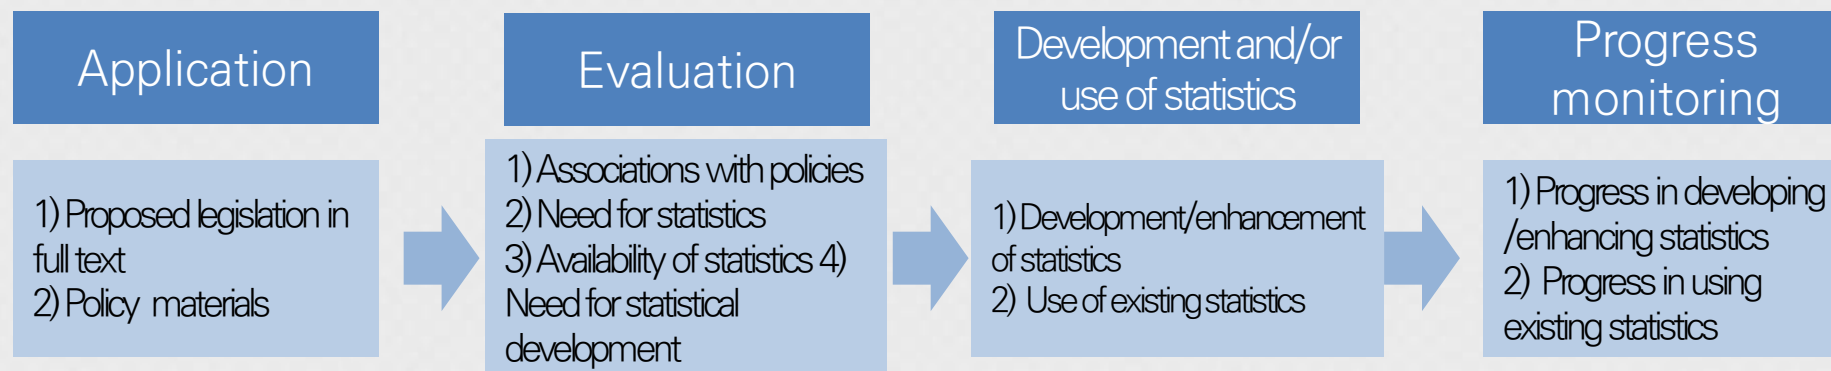 Application
1) Proposed legislation in
full text
2) Policy materials
Evaluation
1) Associations with policies
2) Need for statistics
3) Availability of statistics 4)
Need for statistical
development
Development and/or
use of statistics
1) Development/enhancement
of statistics
2) Use of existing statistics
Progress
monitoring
1) Progress in developing
/enhancing statistics
2) Progress in using
existing statistics